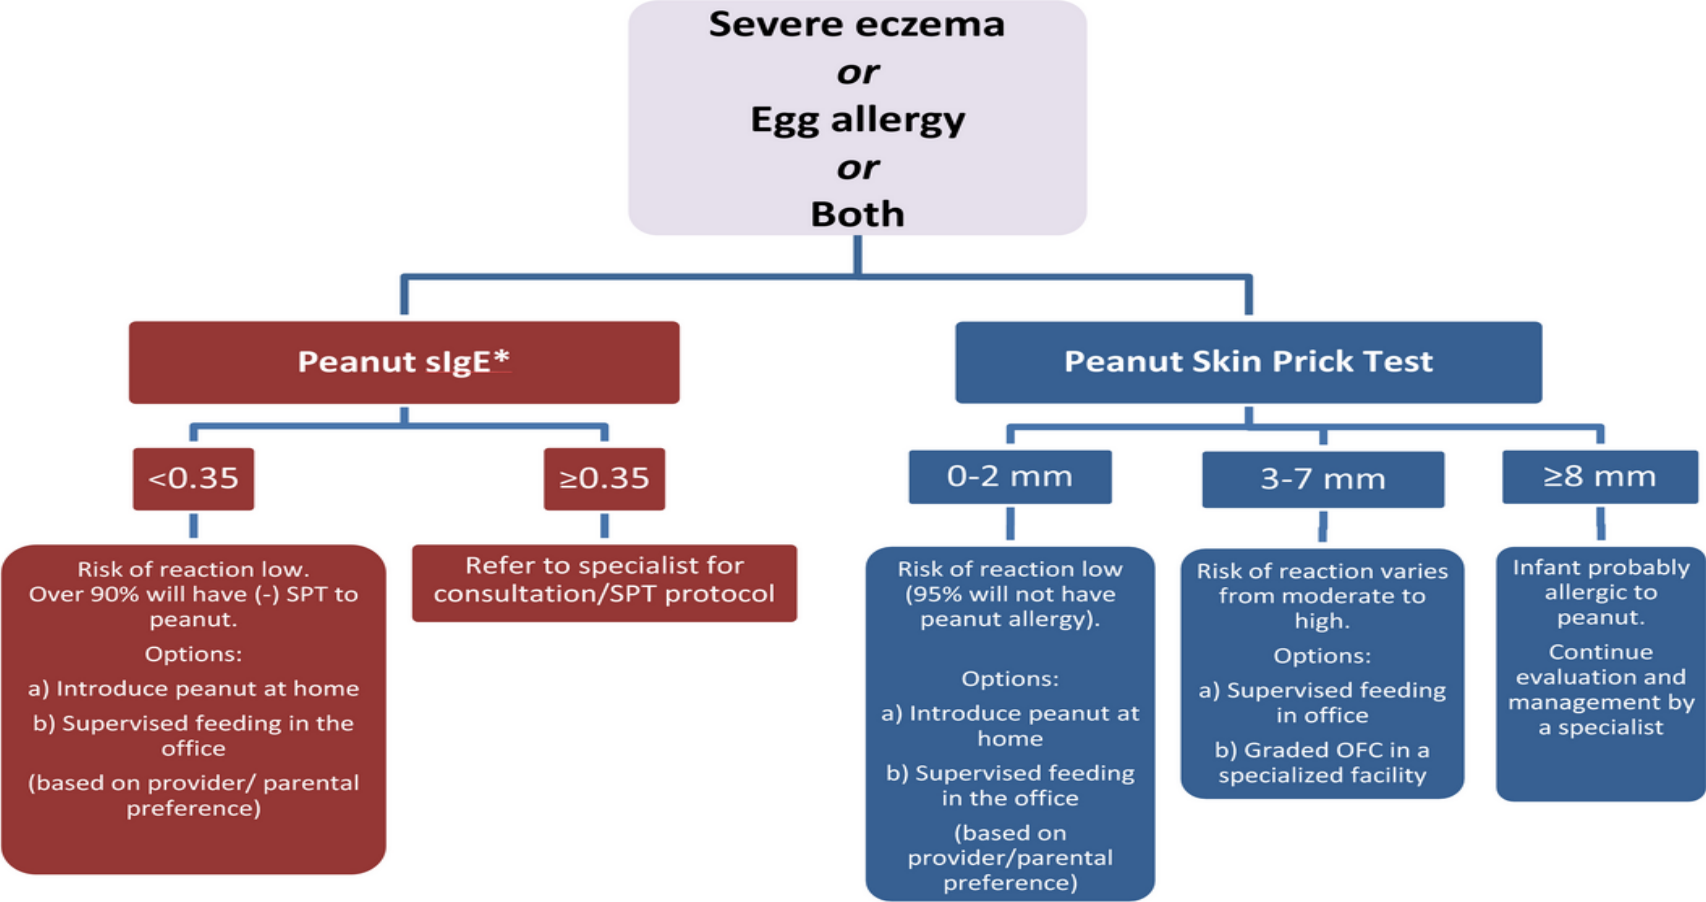 Severe eczema
or
Egg allergy
or
Both
Peanut sIgE*
<0.35
≥0.35
Risk of reaction low.
Over 90% will have (-) SPT to
peanut.
Options:
a) Introduce peanut at home
b) Supervised feeding in the
office
(based on provider/ parental
preference)
Refer to specialist for
consultation/SPT protocol
Peanut Skin Prick Test
0-2 mm
3-7 mm
≥8 mm
Risk of reaction low
(95% will not have
peanut allergy).
Options:
a) Introduce peanut at
home
b) Supervised feeding
in the office
(based on
provider/parental
preference)
Risk of reaction varies
from moderate to
high.
Options:
a) Supervised feeding
in office
b) Graded OFC in a
specialized facility
Infant probably
allergic to
peanut.
Continue
evaluation and
management by
a specialist